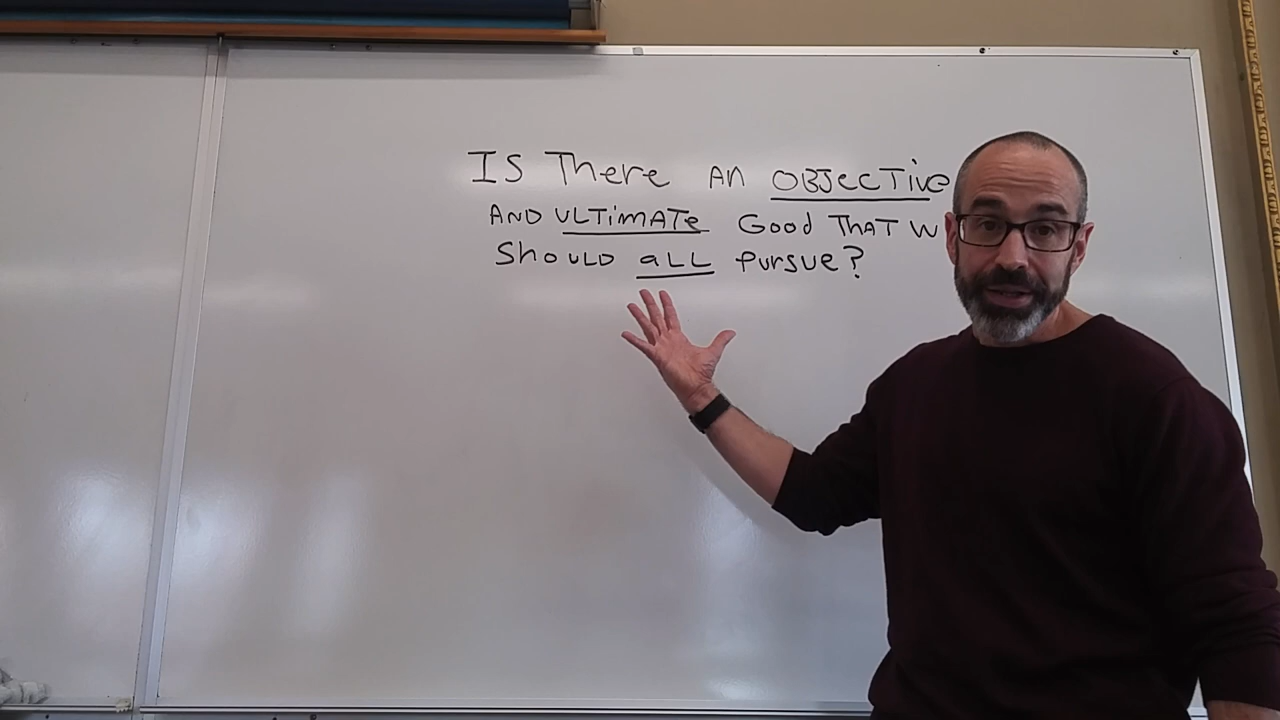 Is There An OBJECTIVE
AND ULTIMATE Good THAT W
Should ALL pursue?